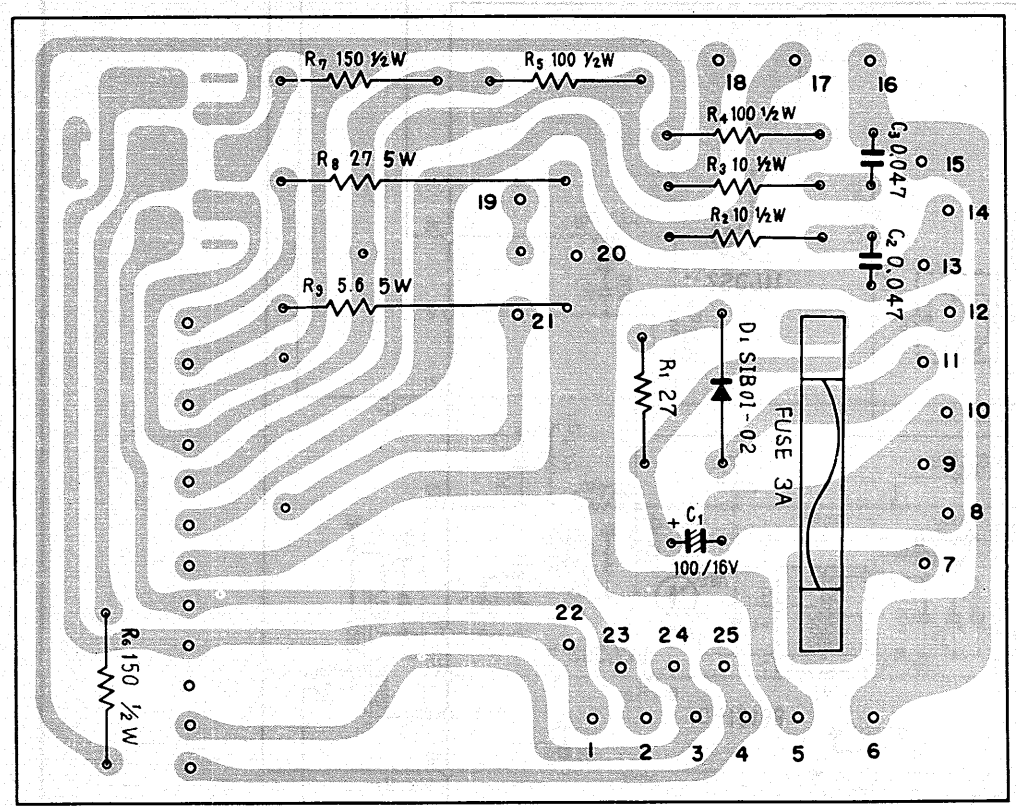 R7 150 ½W
R5 100 ½W
18
17
16
R4 100 ½W
C3 0.047
R8 27 5W
R3 10 ½W
15
19
R2 10 ½W
14
C2 0.047
20
13
R9 5.6 5W
21
12
D1 SIB01-02
R1 27
11
FUSE 3A
10
9
8
+
C1
100/16V
7
22
23
24
25
R6 150 ½W
1
2
3
4
5
6